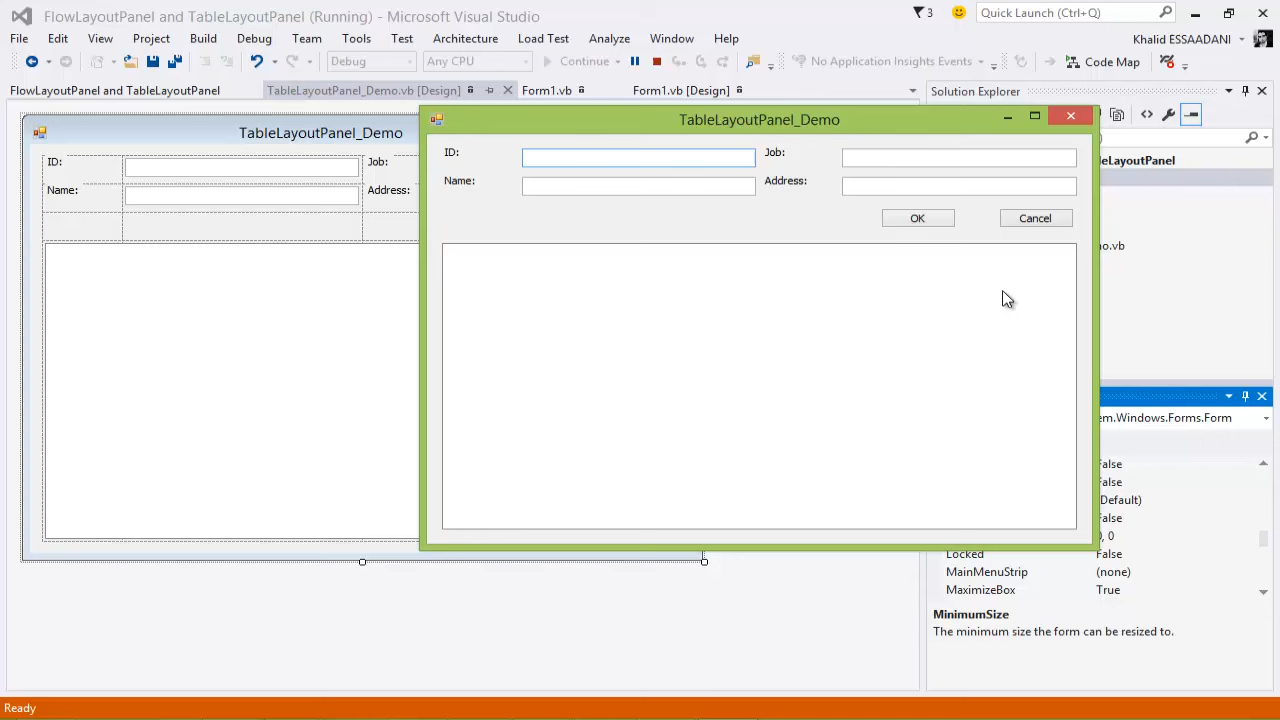 FlowLayoutPanel and TableLayoutPanel (Running) - Microsoft Visual Studio
3
Quick Launch (Ctrl+Q)
File Edit View Project Build Debug Team Tools Test Architecture Load Test Analyze Window Help
Khalid ESSAADANI
Debug Any CPU Continue No Application Insights Events Code Map
FlowLayoutPanel and TableLayoutPanel TableLayoutPanel_Demo.vb [Design] Form1.vb Form1.vb [Design]
Solution Explorer
TableLayoutPanel_Demo
ID:
Job:
Name:
Address:
TableLayoutPanel_Demo
ID:
Job:
Name:
Address:
OK Cancel
leLayoutPanel
no.vb
em.Windows.Forms.Form
False
False
(Default)
False
0, 0
Locked False
MainMenuStrip (none)
MaximizeBox True
MinimumSize
The minimum size the form can be resized to.
Ready